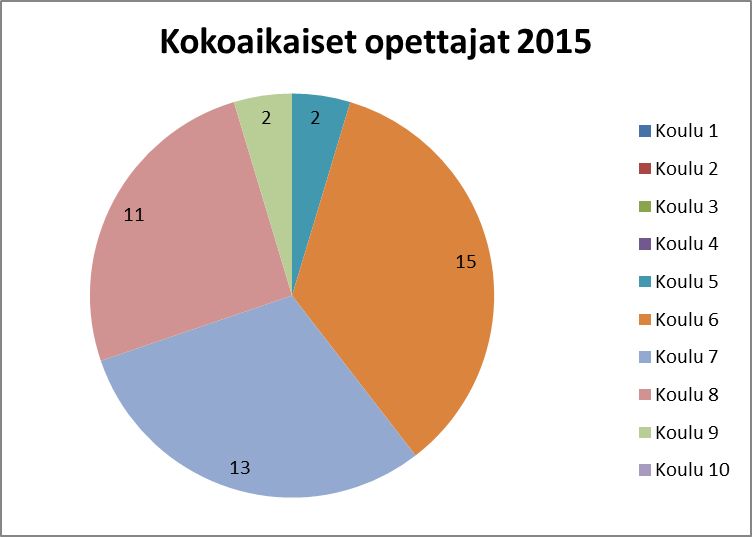 Kokoaikaiset opettajat 2015
2
2
11
15
13
Koulu 1
Koulu 2
Koulu 3
Koulu 4
Koulu 5
Koulu 6
Koulu 7
Koulu 8
Koulu 9
Koulu 10